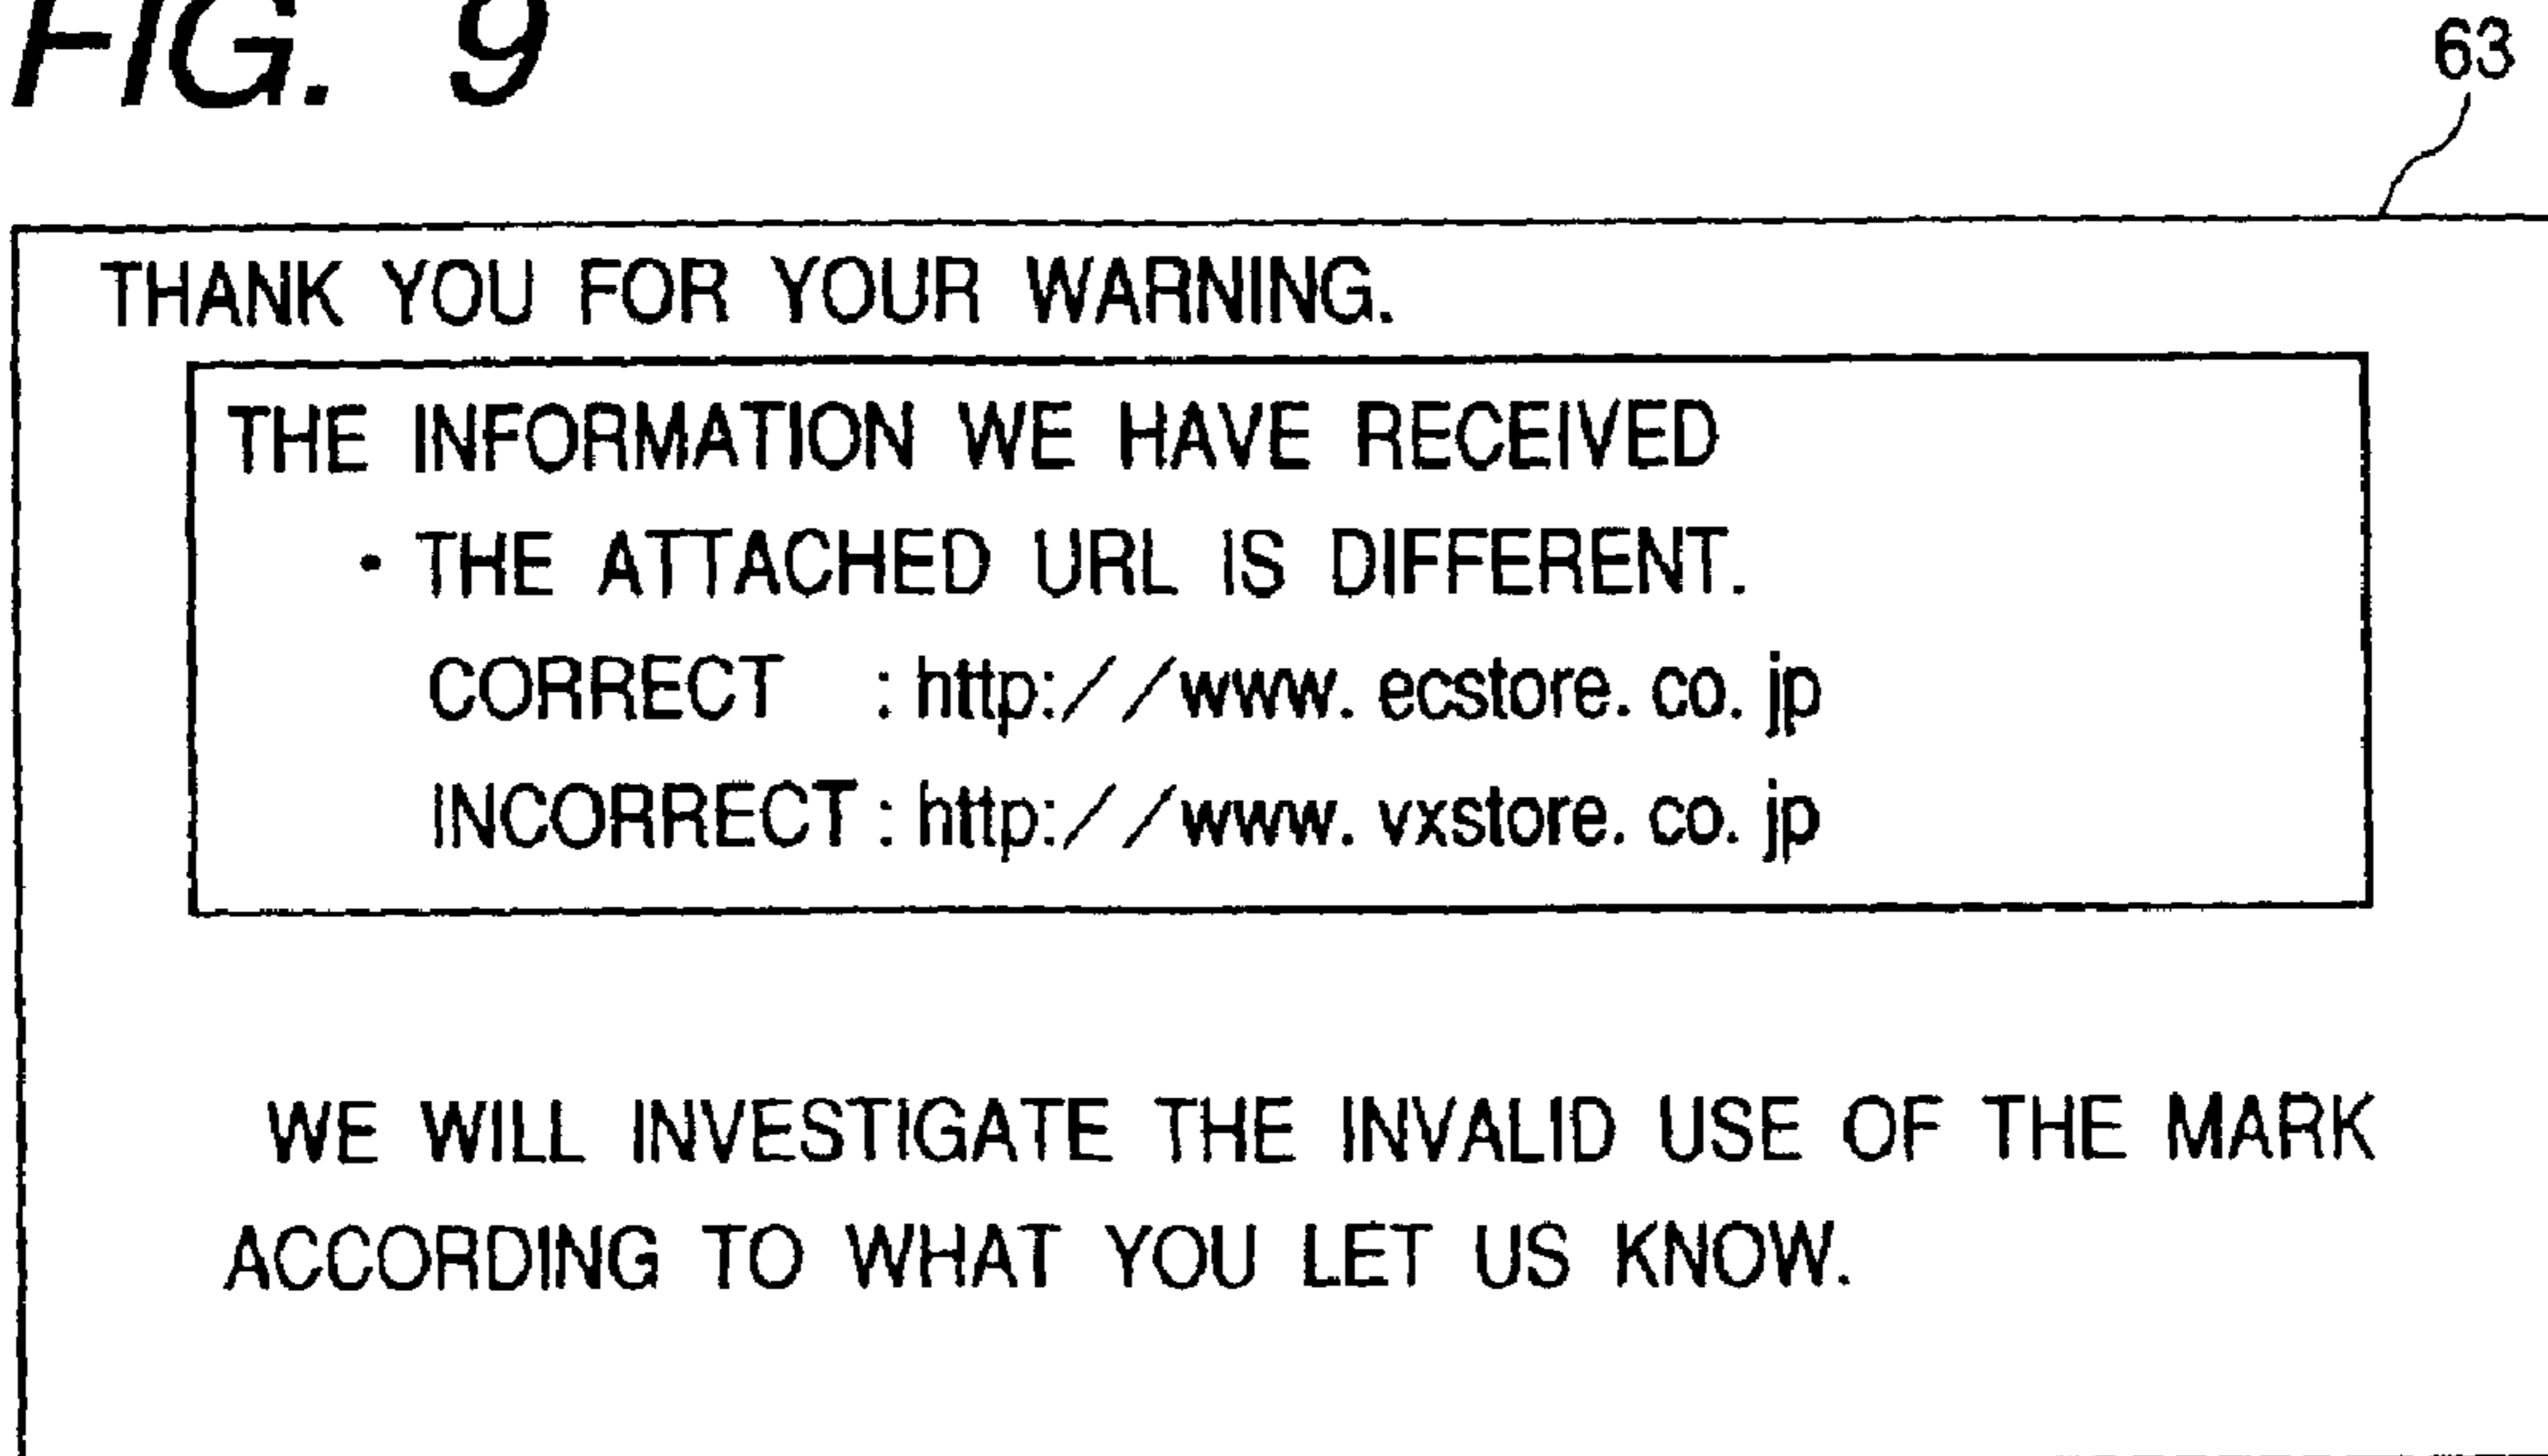 FIG. 9
63
THANK YOU FOR YOUR WARNING.
THE INFORMATION WE HAVE RECEIVED
· THE ATTACHED URL IS DIFFERENT.
CORRECT : http://www. ecstore. co. jp
INCORRECT : http://www. vxstore. co. jp
WE WILL INVESTIGATE THE INVALID USE OF THE MARK
ACCORDING TO WHAT YOU LET US KNOW.